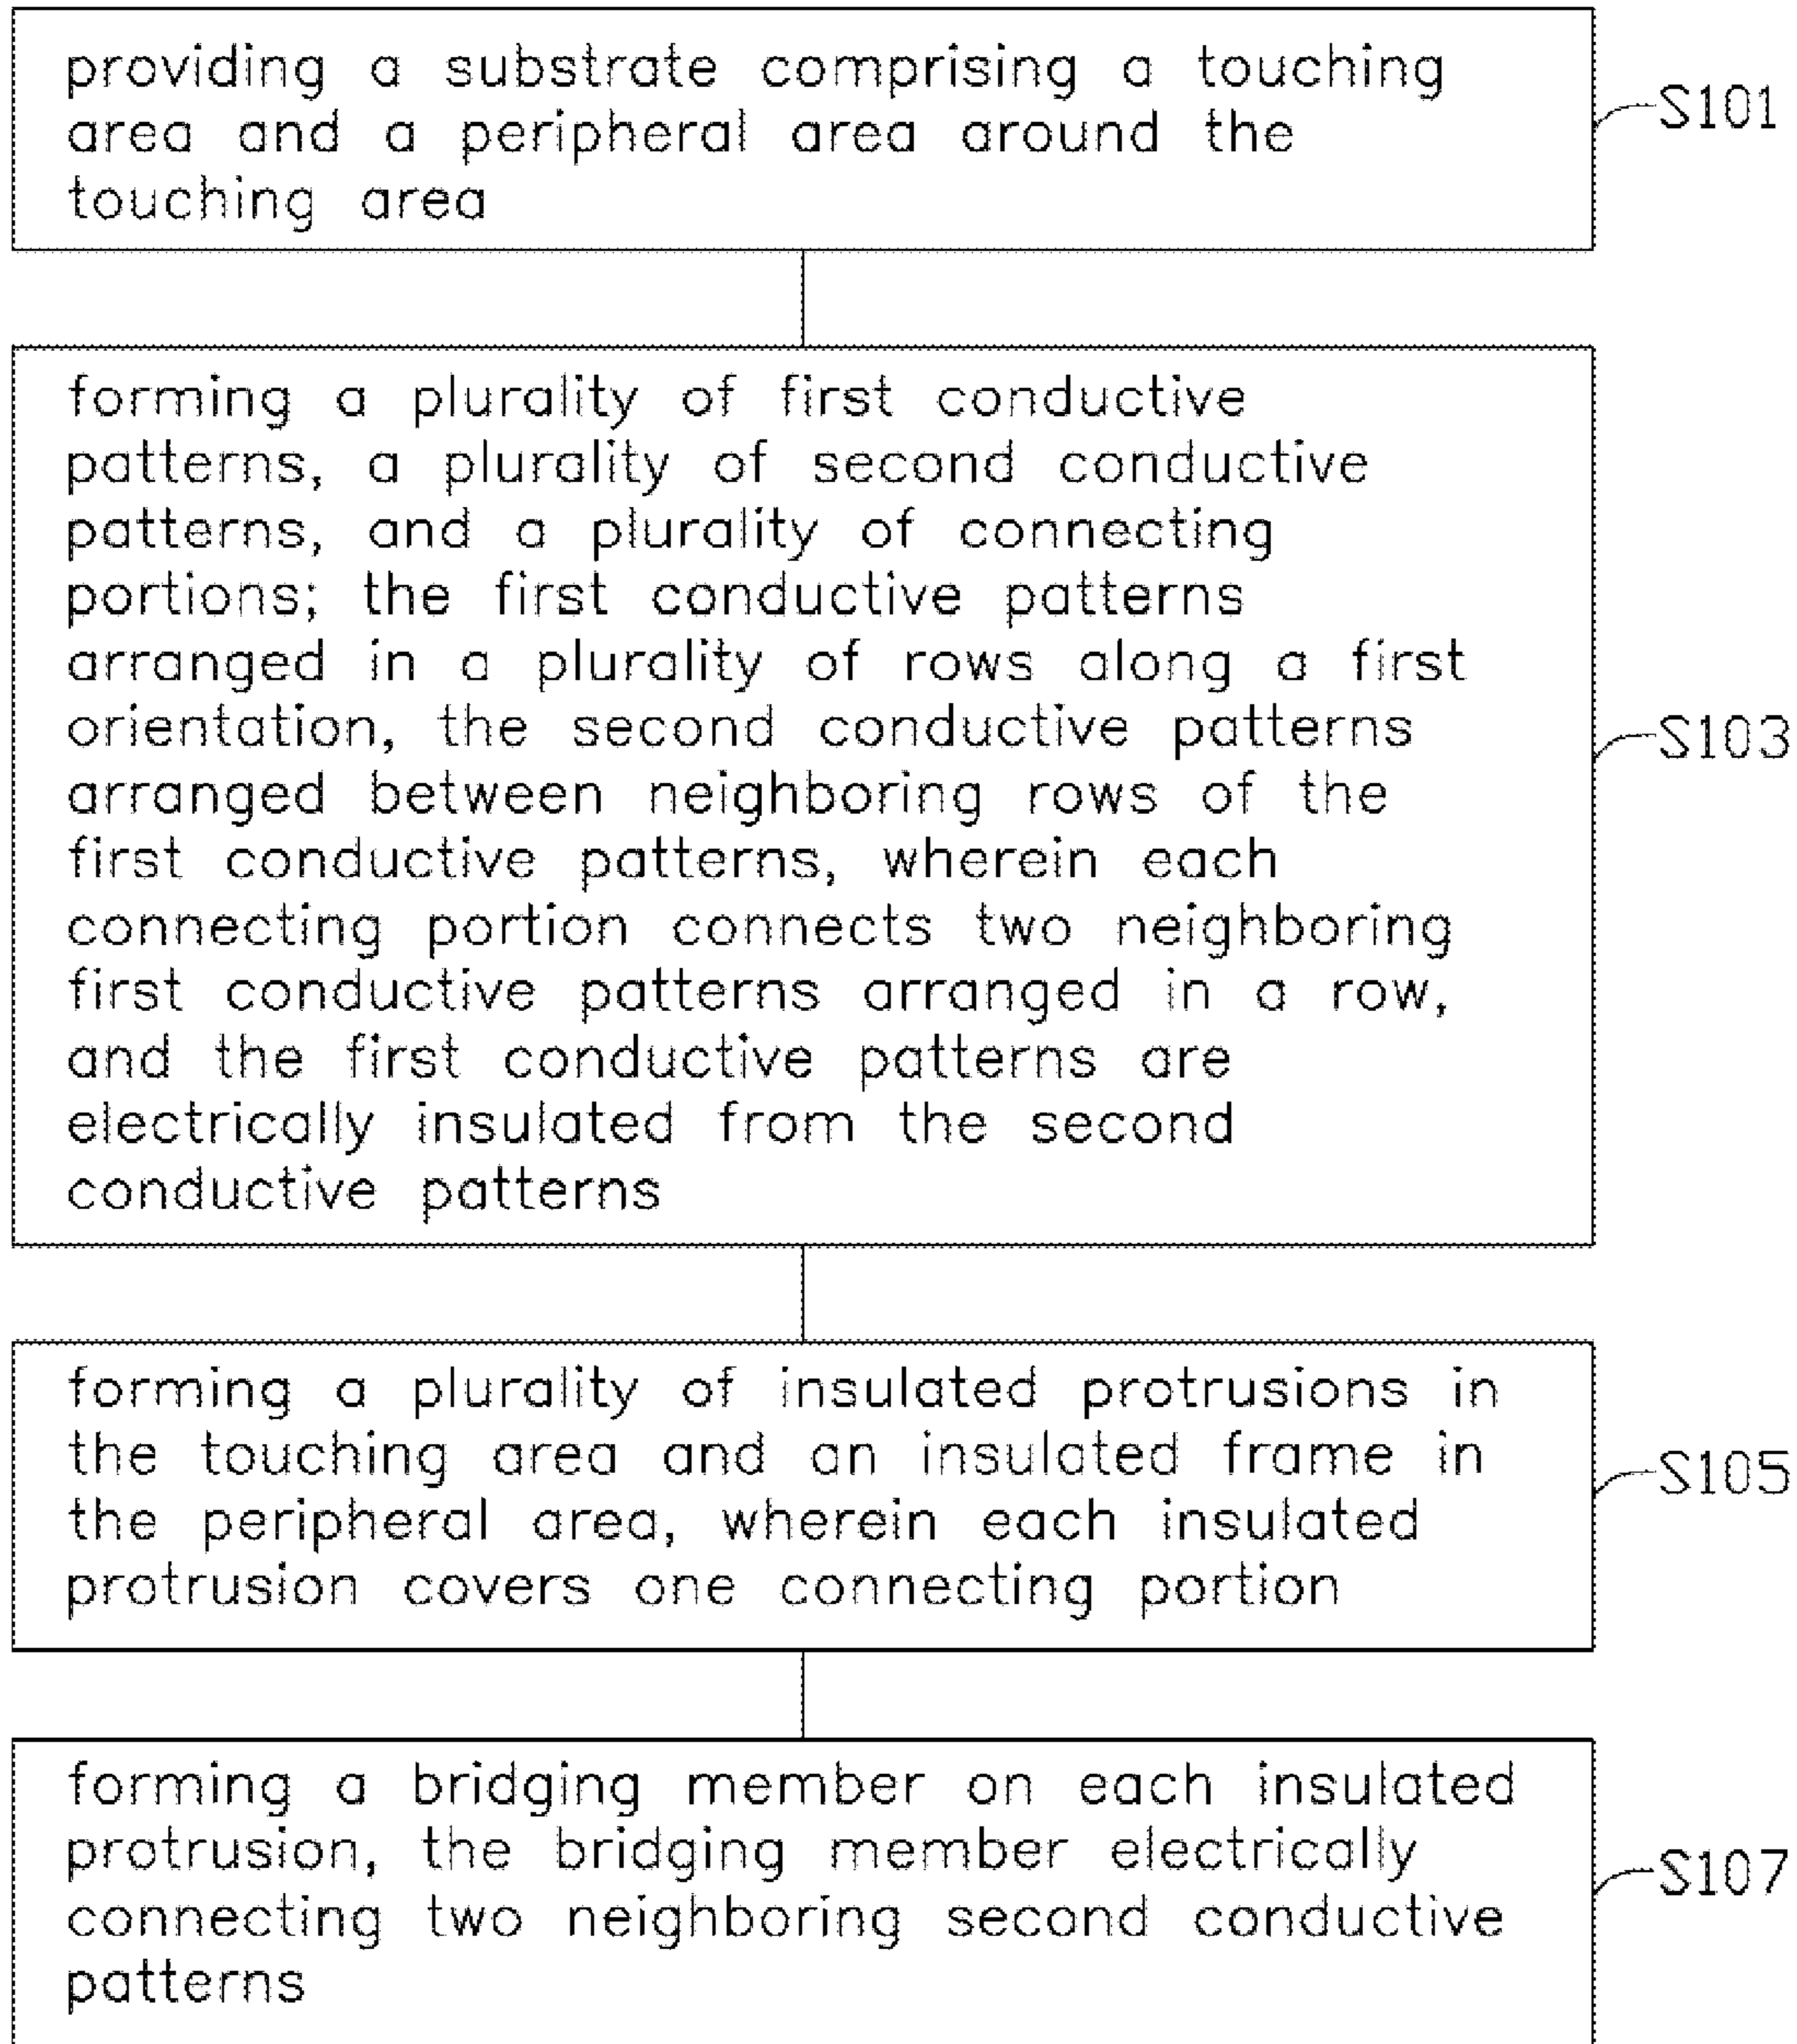 providing a substrate comprising a touching
area and a peripheral area around the
touching area
S101
forming a plurality of first conductive
patterns, a plurality of second conductive
patterns, and a plurality of connecting
portions; the first conductive patterns
arranged in a plurality of rows along a first
orientation, the second conductive patterns
arranged between neighboring rows of the
first conductive patterns, wherein each
connecting portion connects two neighboring
first conductive patterns arranged in a row,
and the first conductive patterns are
electrically insulated from the second
conductive patterns
S103
forming a plurality of insulated protrusions in
the touching area and an insulated frame in
the peripheral area, wherein each insulated
protrusion covers one connecting portion
S105
forming a bridging member on each insulated
protrusion, the bridging member electrically
connecting two neighboring second conductive
patterns
S107